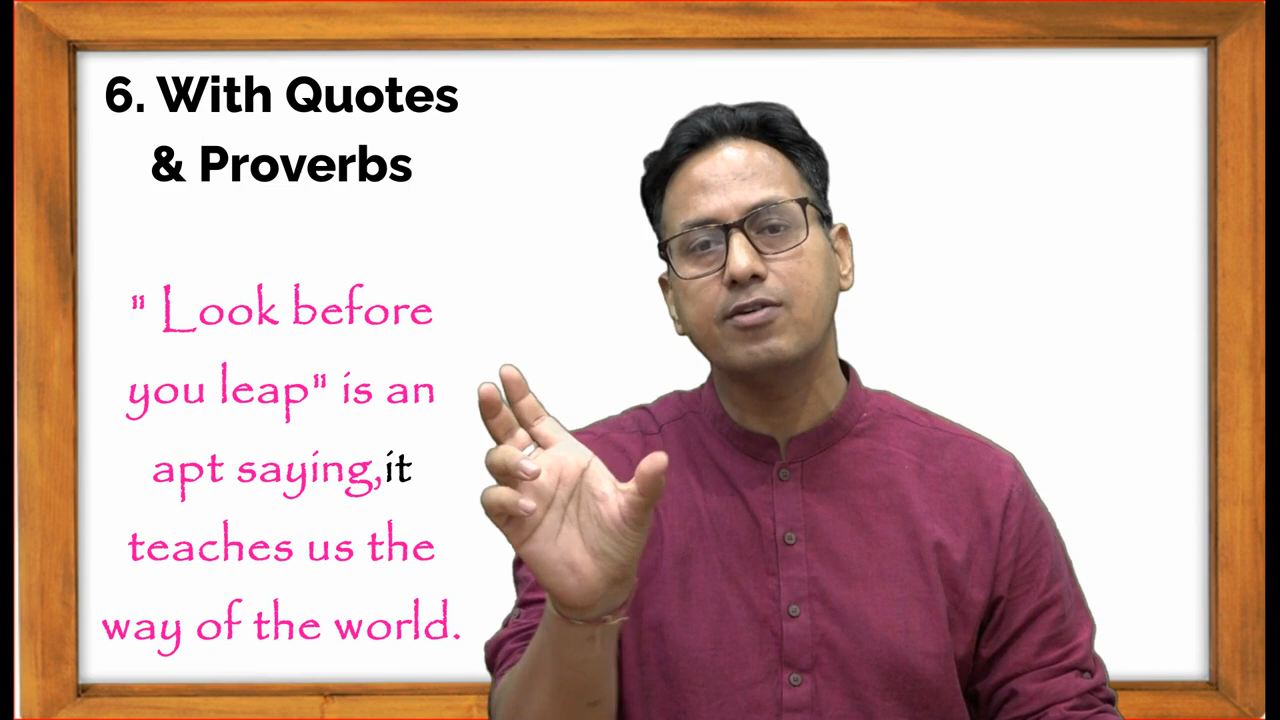 6. With Quotes
& Proverbs
" Look before
you leap" is an
apt saying,it
teaches us the
way of the world.